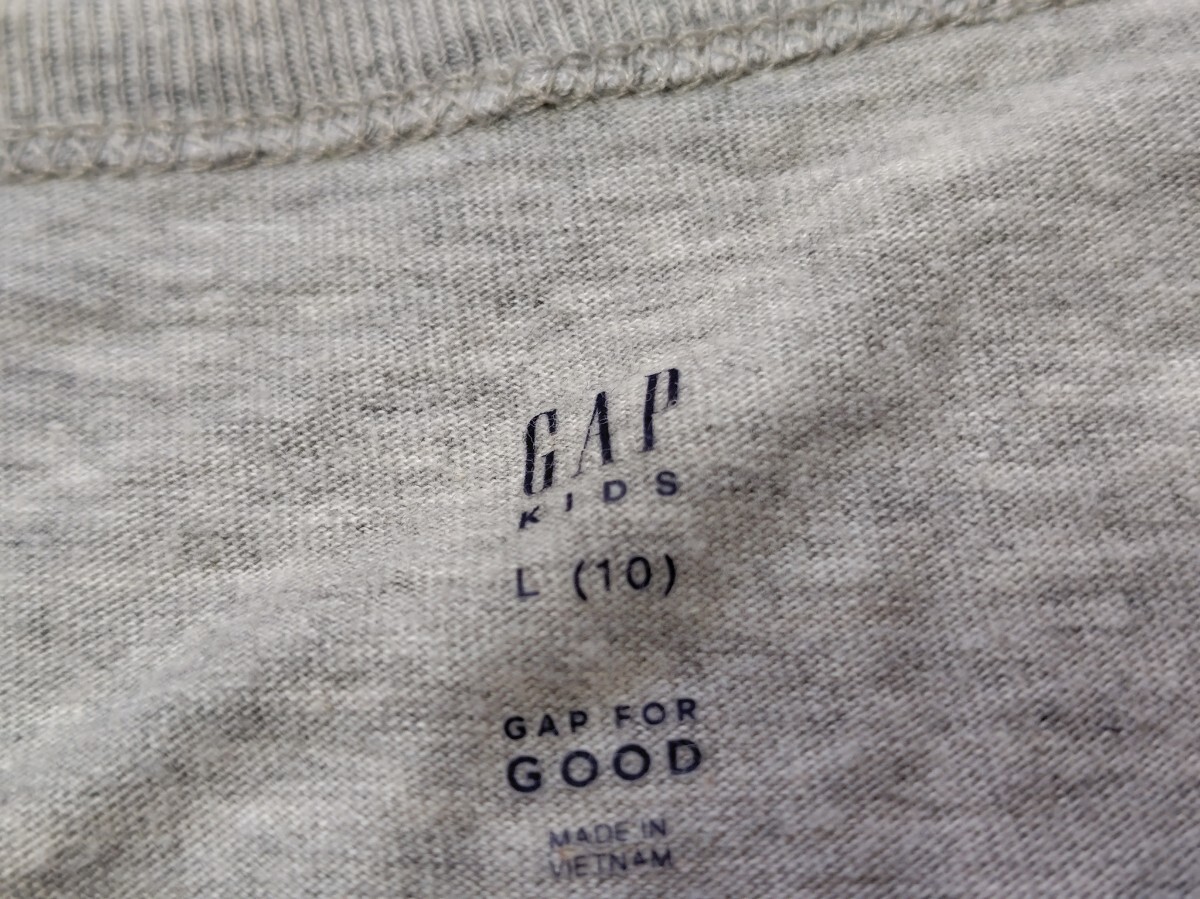 GAP
KIDS
L (10)
GAP FOR
GOOD
MADE IN
VIETNAM